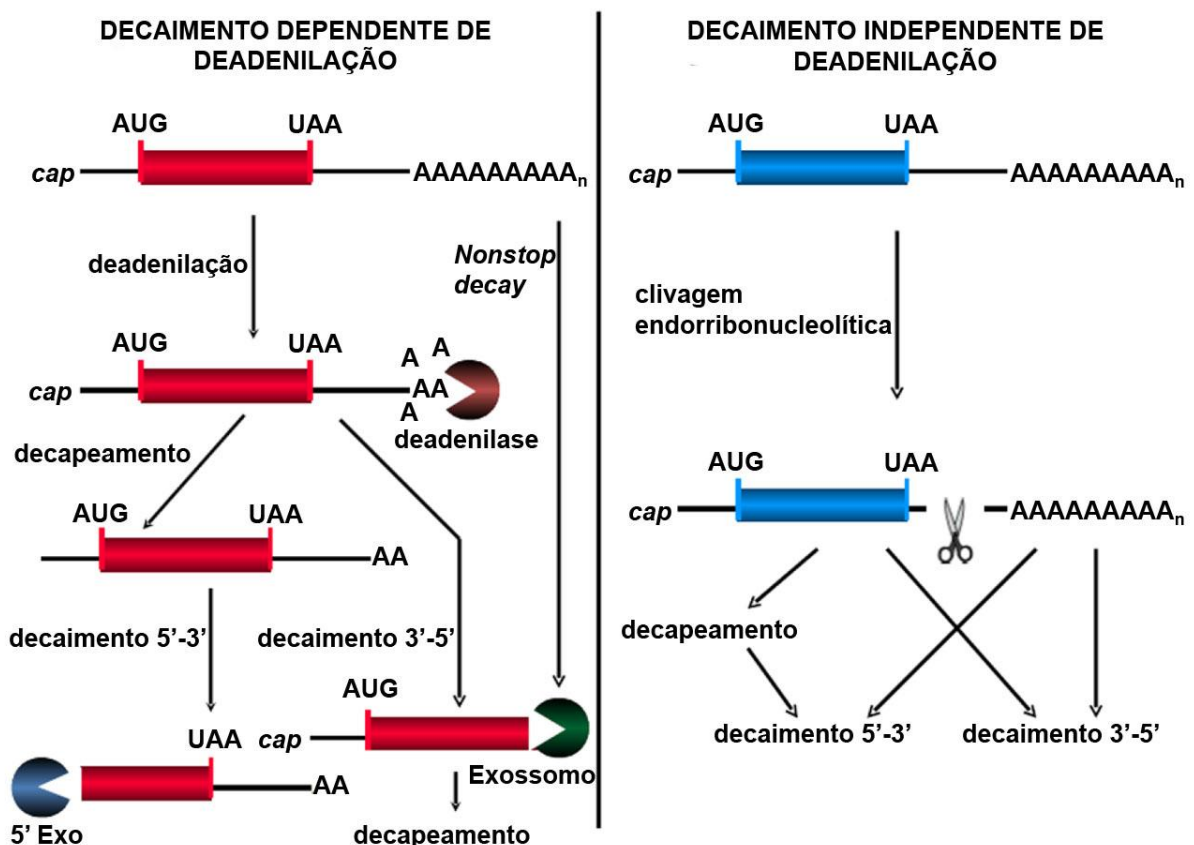 DECAIMENTO DEPENDENTE DE
DEADENILAÇÃO
AUG UAA
cap AAAAAAAAAn
deadenilação
Nonstop
decay
AUG UAA
A A
cap AA
A
deadenilase
decapeamento
AUG UAA
AA
decaimento 5’-3’ decaimento 3’-5’
AUG
UAA cap
Exossomo
AA
5’ Exo decapeamento
DECAIMENTO INDEPENDENTE DE
DEADENILAÇÃO
AUG UAA
cap AAAAAAAAAn
clivagem
endorribonucleolítica
AUG UAA
cap AAAAAAAAAn
decapeamento
decaimento 5’-3’ decaimento 3’-5’